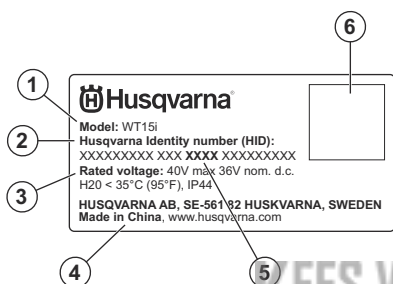 6
1
Husqvarna
Model: WT15i
2
Husqvarna Identity number (HID):
XXXXXXXXX XXX XXXX XXXXXXXXX
3
Rated voltage: 40V max 36V nom. d.c.
H20 < 35°C (95°F), IP44
HUSQVARNA AB, SE-561 82 HUSKVARNA, SWEDEN
Made in China, www.husqvarna.com
4
5